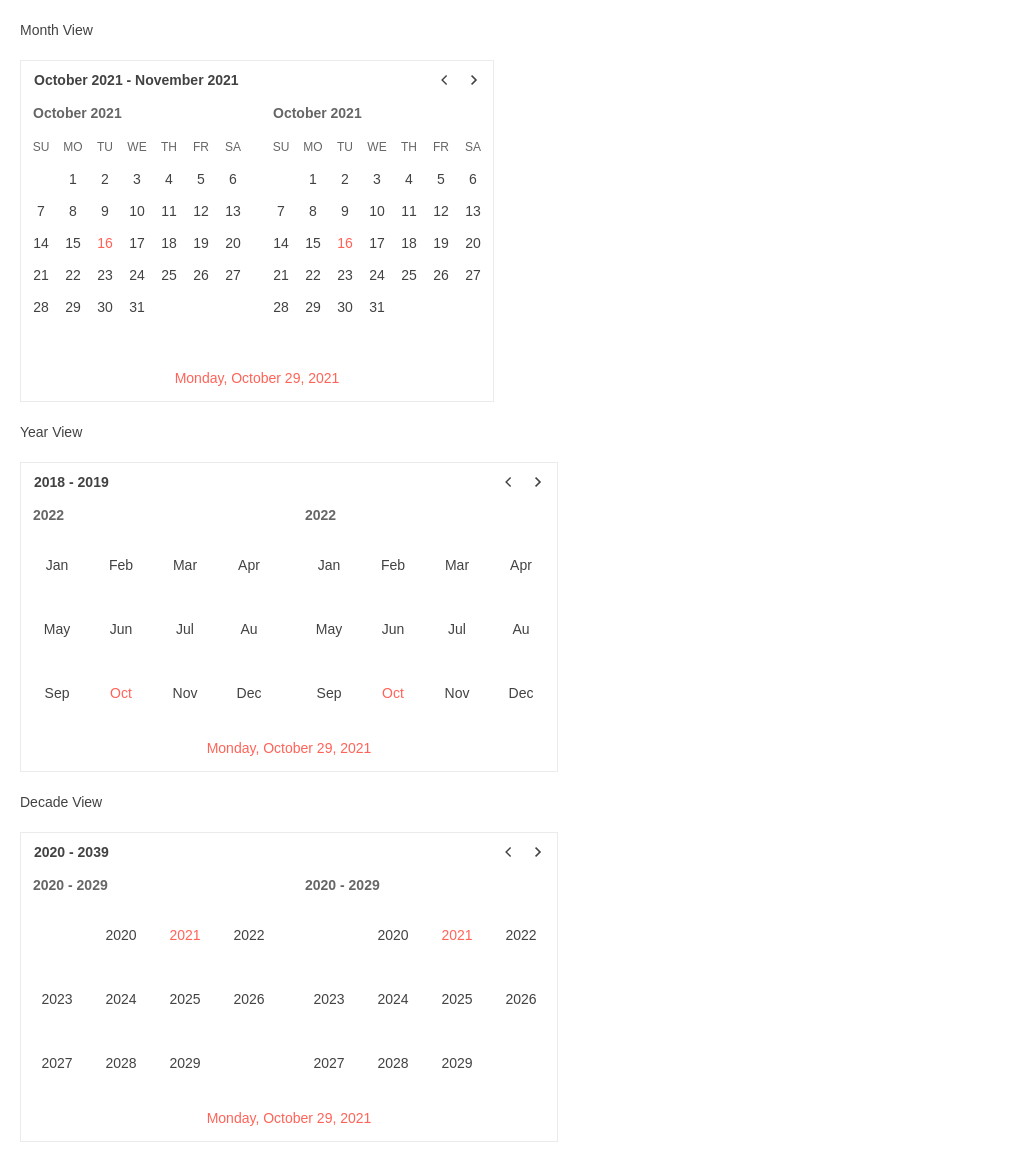 Month View
October 2021 - November 2021
October 2021 October 2021
SU MO TU WE TH FR SA SU MO TU WE TH FR SA
1 2 3 4 5 6 1 2 3 4 5 6
7 8 9 10 11 12 13 7 8 9 10 11 12 13
14 15 16 17 18 19 20 14 15 16 17 18 19 20
21 22 23 24 25 26 27 21 22 23 24 25 26 27
28 29 30 31 28 29 30 31
Monday, October 29, 2021
Year View
2018 - 2019
2022 2022
Jan Feb Mar Apr Jan Feb Mar Apr
May Jun Jul Au May Jun Jul Au
Sep Oct Nov Dec Sep Oct Nov Dec
Monday, October 29, 2021
Decade View
2020 - 2039
2020 - 2029 2020 - 2029
2020 2021 2022 2020 2021 2022
2023 2024 2025 2026 2023 2024 2025 2026
2027 2028 2029 2027 2028 2029
Monday, October 29, 2021